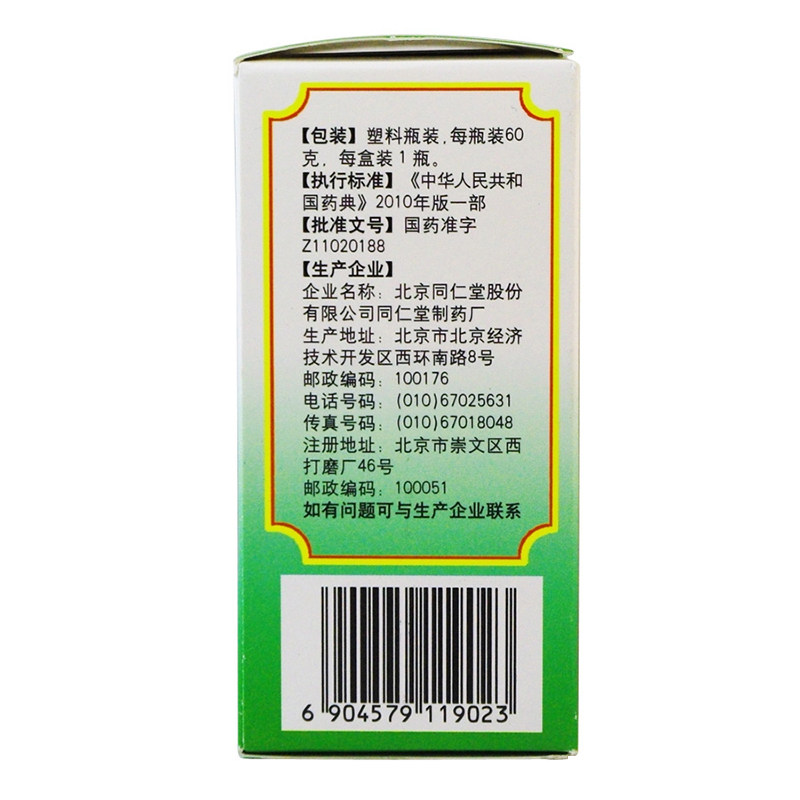 【包装】塑料瓶装,每瓶装60
克，每盒装1瓶。
【执行标准】《中华人民共和
国药典》2010年版一部
【批准文号】国药准字
Z11020188
【生产企业】
企业名称：北京同仁堂股份
有限公司同仁堂制药厂
生产地址：北京市北京经济
技术开发区西环南路8号
邮政编码：100176
电话号码：(010)67025631
传真号码：(010)67018048
注册地址：北京市崇文区西
打磨厂46号
邮政编码：100051
如有问题可与生产企业联系
6 904579 119023